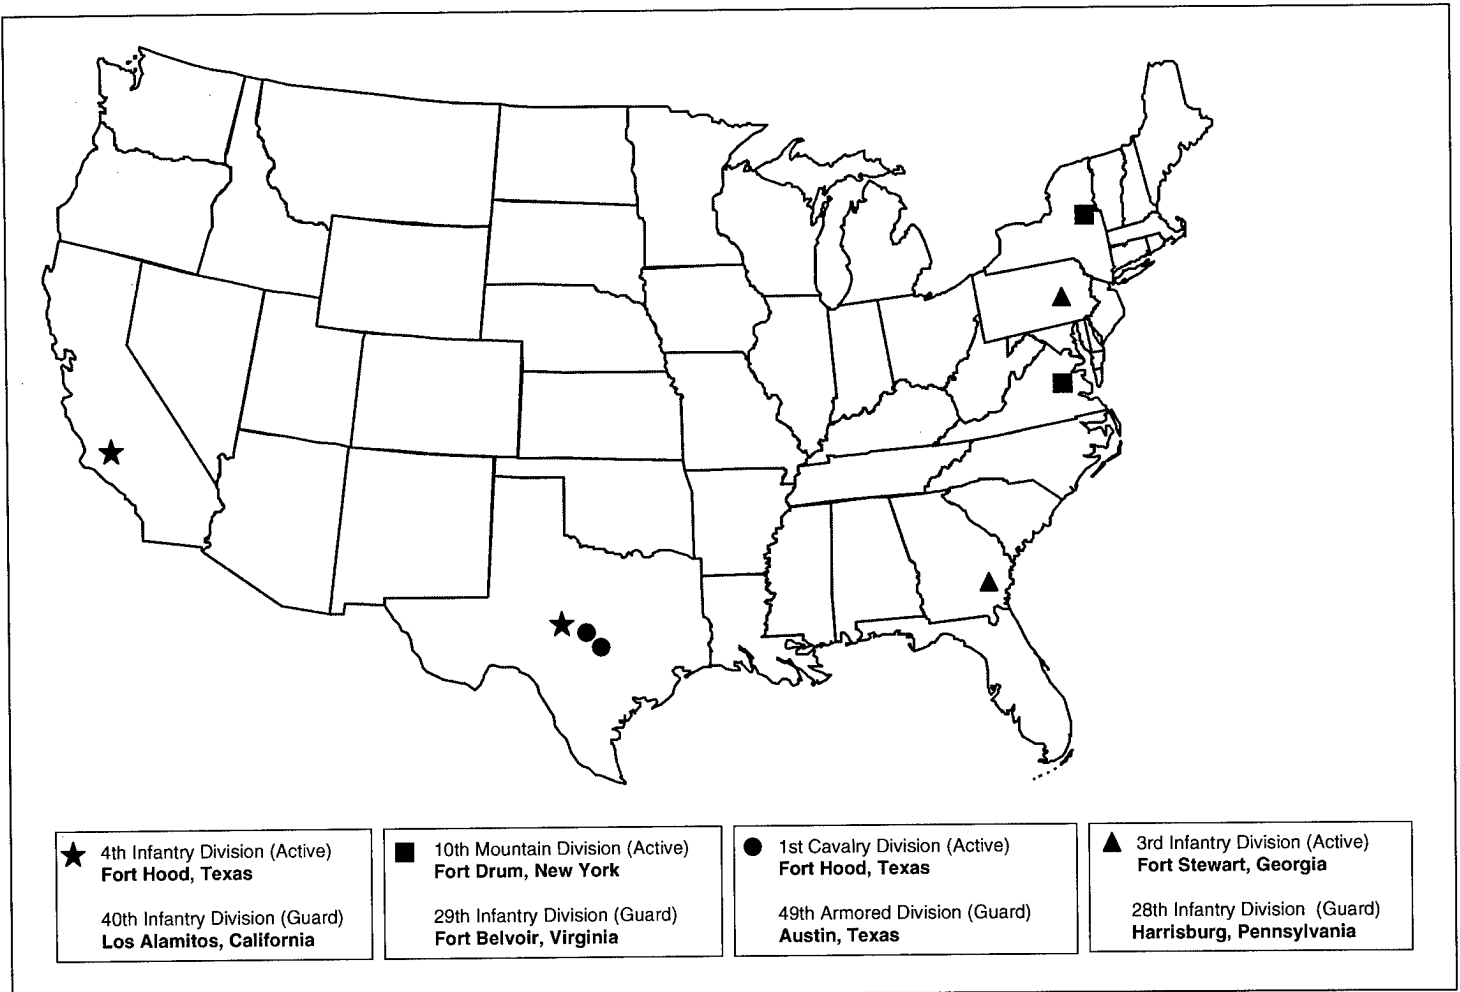 4th Infantry Division (Active)
Fort Hood, Texas
40th Infantry Division (Guard)
Los Alamitos, California
10th Mountain Division (Active)
Fort Drum, New York
29th Infantry Division (Guard)
Fort Belvoir, Virginia
1st Cavalry Division (Active)
Fort Hood, Texas
49th Armored Division (Guard)
Austin, Texas
3rd Infantry Division (Active)
Fort Stewart, Georgia
28th Infantry Division (Guard)
Harrisburg, Pennsylvania